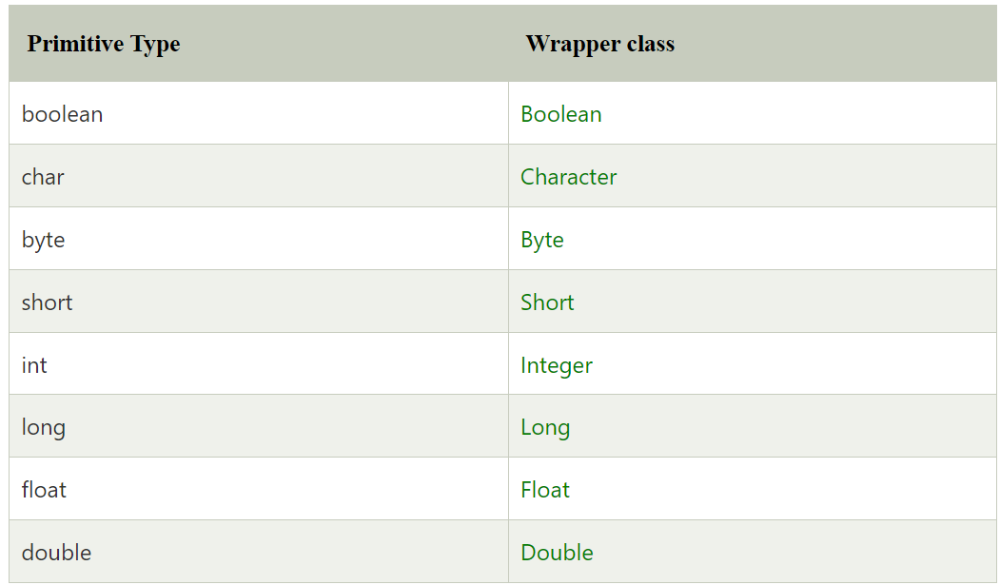 Primitive Type Wrapper class
boolean Boolean
char Character
byte Byte
short Short
int Integer
long Long
float Float
double Double